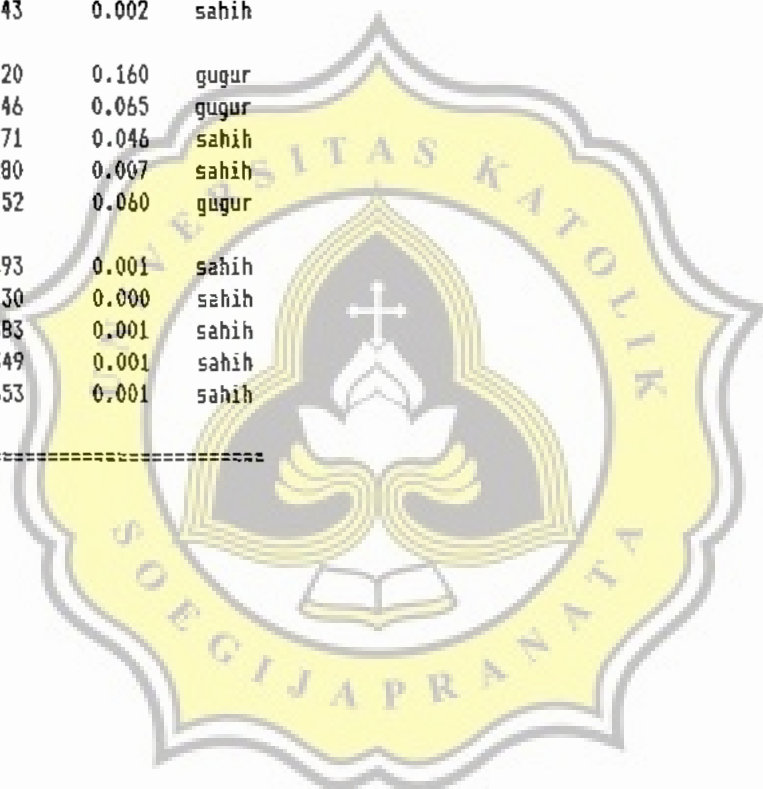 43 0.002 sahih
20 0.160 gugur
46 0.065 gugur
71 0.046 sahih
80 0.007 sahih
52 0.060 gugur
93 0.001 sahih
30 0.000 sahih
83 0.001 sahih
49 0.001 sahih
53 0.001 sahih
==========================
UNIVERSITAS KATOLIK
SOEGIJAPRANATA